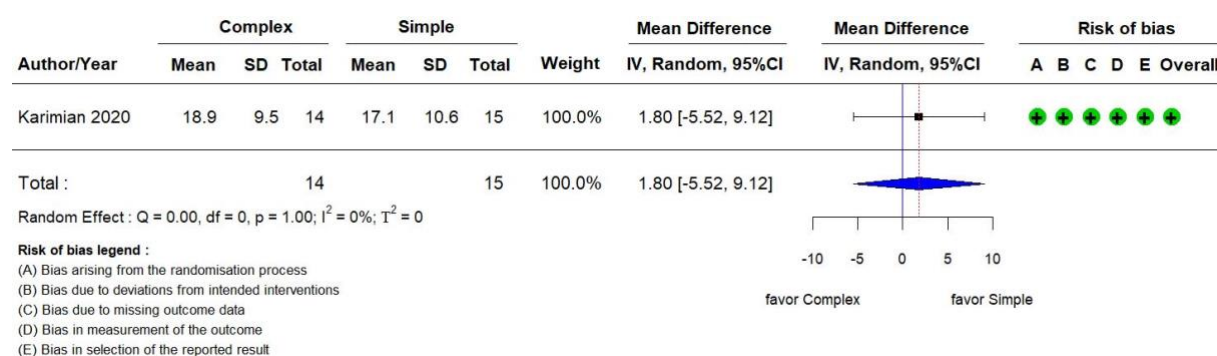 Complex Simple Mean Difference Mean Difference Risk of bias
Author/Year Mean SD Total Mean SD Total Weight IV, Random, 95%CI IV, Random, 95%CI A B C D E Overall
Karimian 2020 18.9 9.5 14 17.1 10.6 15 100.0% 1.80 [-5.52, 9.12] + + + + + +
Total : 14 15 100.0% 1.80 [-5.52, 9.12]
Random Effect : Q = 0.00, df = 0, p = 1.00; I² = 0%; T² = 0
-10 -5 0 5 10
favor Complex favor Simple
Risk of bias legend :
(A) Bias arising from the randomisation process
(B) Bias due to deviations from intended interventions
(C) Bias due to missing outcome data
(D) Bias in measurement of the outcome
(E) Bias in selection of the reported result